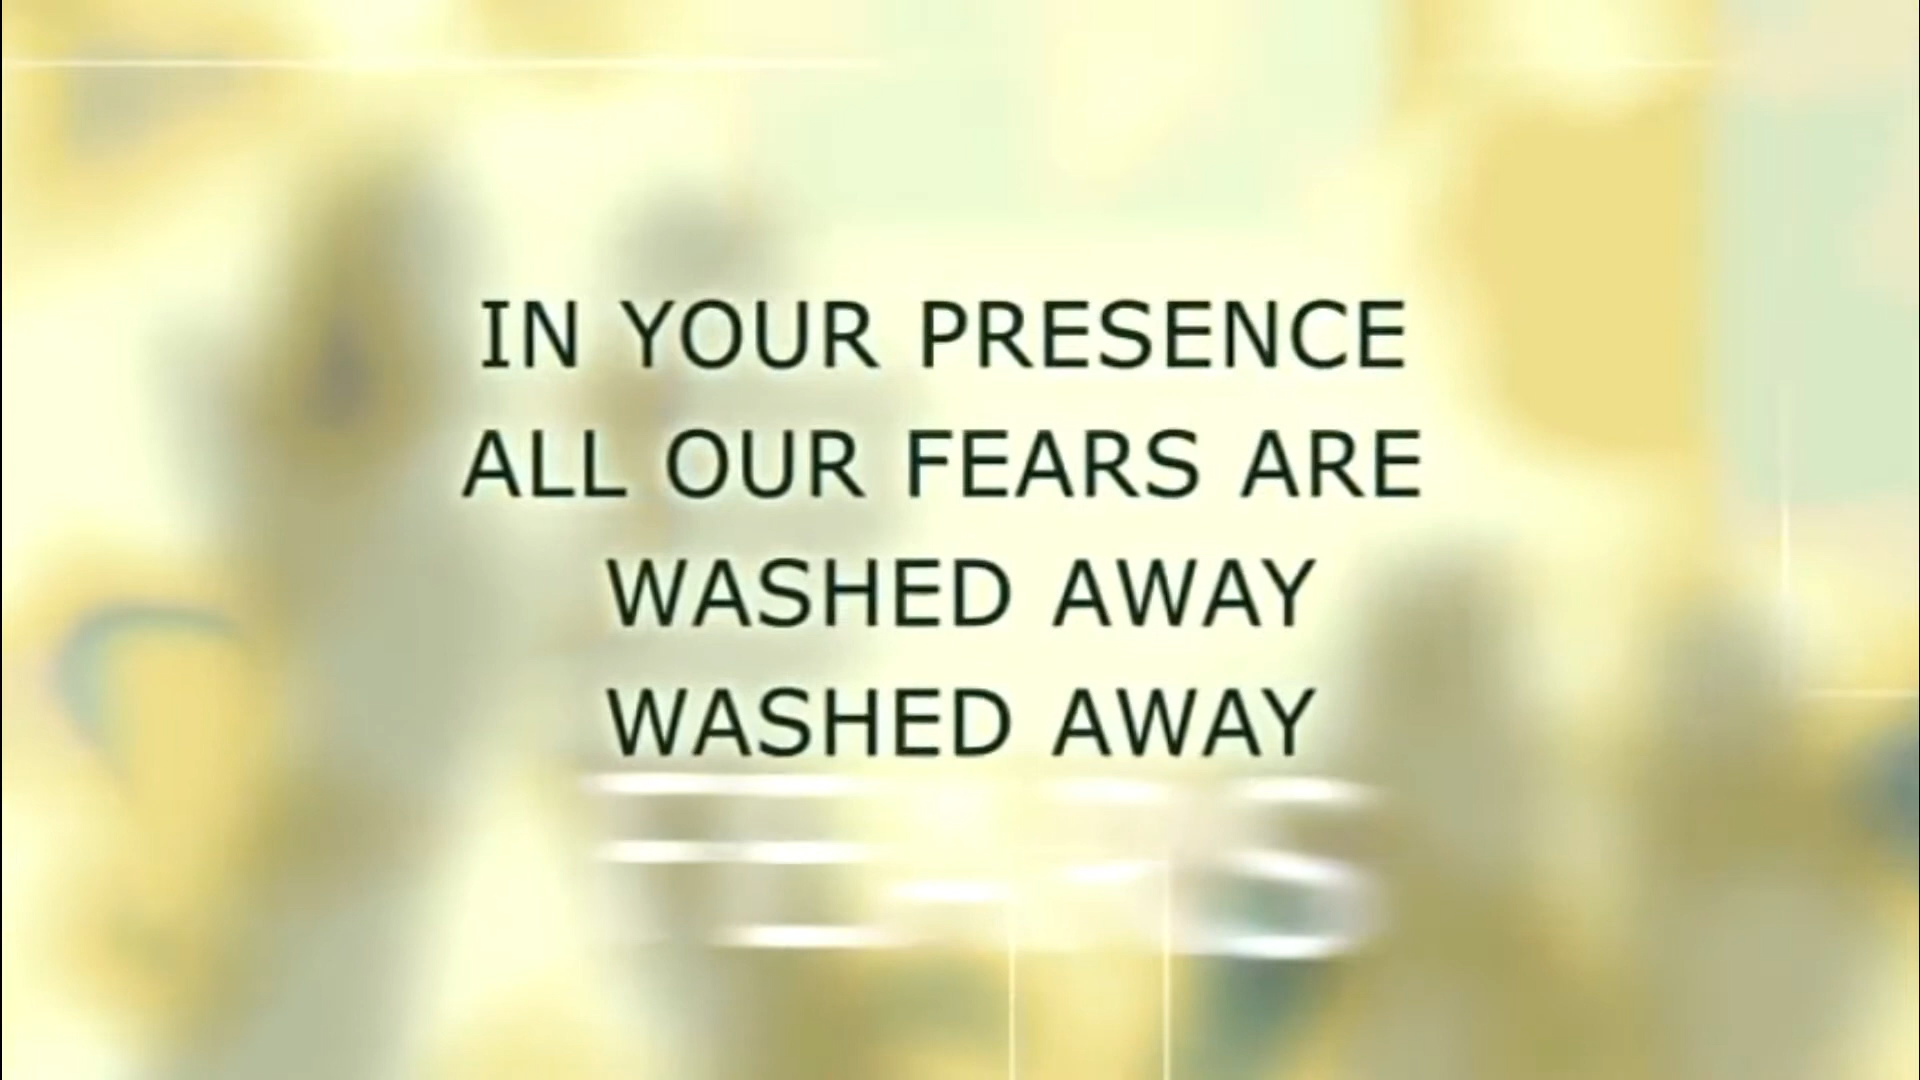 IN YOUR PRESENCE
ALL OUR FEARS ARE
WASHED AWAY
WASHED AWAY